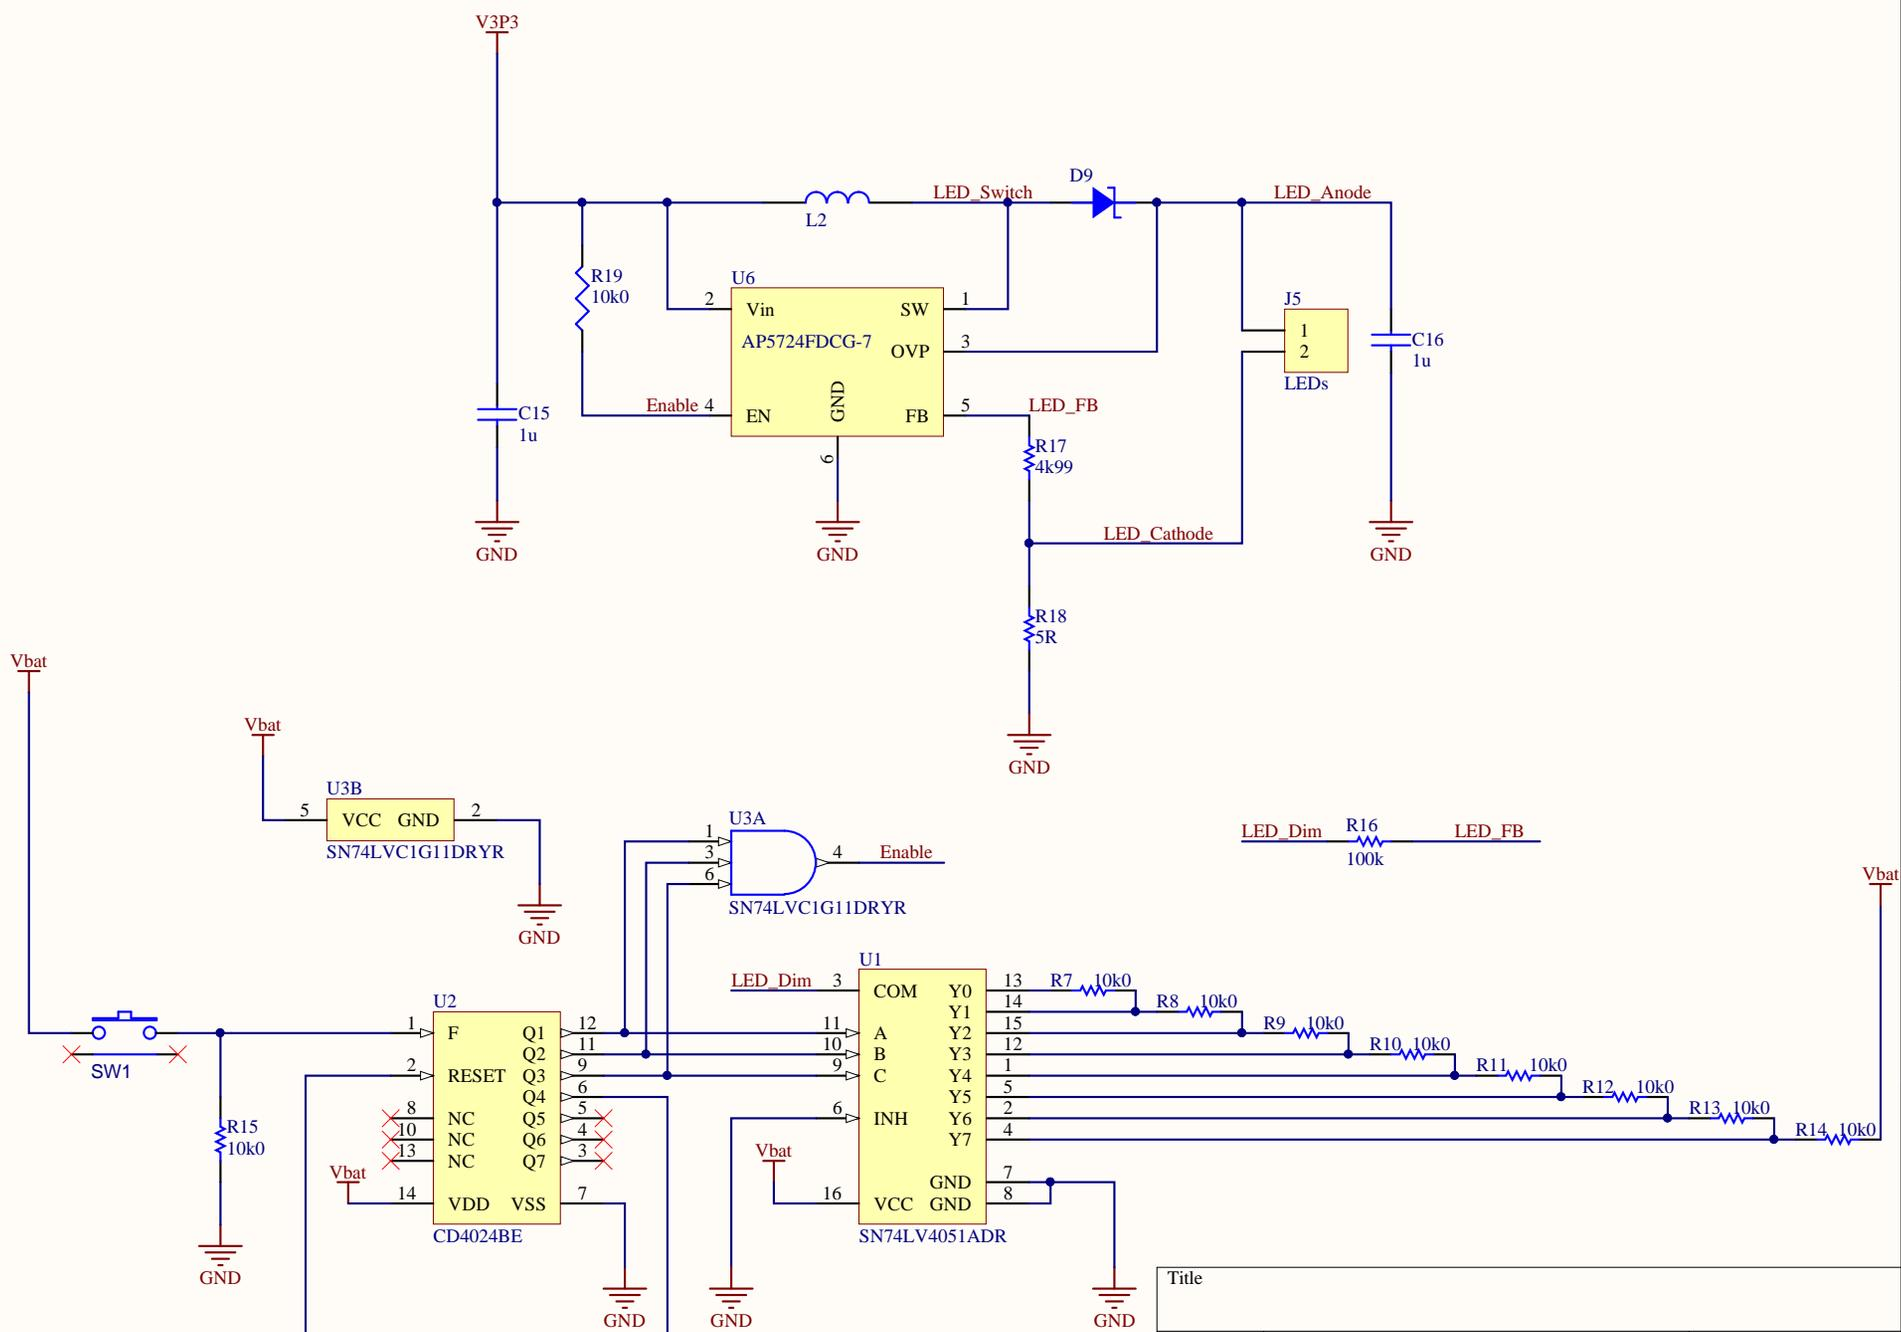 V3P3
D9
LED_Switch
LED_Anode
L2
R19
10k0
U6
J5
2
Vin
SW
1
1
C16
AP5724FDCG-7
OVP
3
2
1u
LEDs
C15
1u
Enable
4
EN
GND
FB
5
LED_FB
R17
4k99
6
LED_Cathode
GND
GND
GND
R18
5R
Vbat
Vbat
GND
U3B
5
VCC
GND
2
SN74LVC1G11DRYR
U3A
1
3
6
4
Enable
SN74LVC1G11DRYR
LED_Dim
R16
100k
LED_FB
Vbat
GND
U1
LED_Dim
3
COM
Y0
13
R7
10k0
U2
Y1
14
R8
10k0
1
F
Q1
12
11
A
Y2
15
R9
10k0
Q2
11
10
B
Y3
12
R10
10k0
SW1
2
RESET
Q3
9
9
C
Y4
1
R11
10k0
Q4
6
Y5
5
R12
10k0
8
NC
Q5
5
6
INH
Y6
2
R13
10k0
R15
10k0
10
NC
Q6
4
Y7
4
R14
10k0
13
NC
Q7
3
Vbat
Vbat
GND
7
14
VDD
VSS
7
16
VCC
GND
8
CD4024BE
SN74LV4051ADR
GND
GND
GND
GND
Title